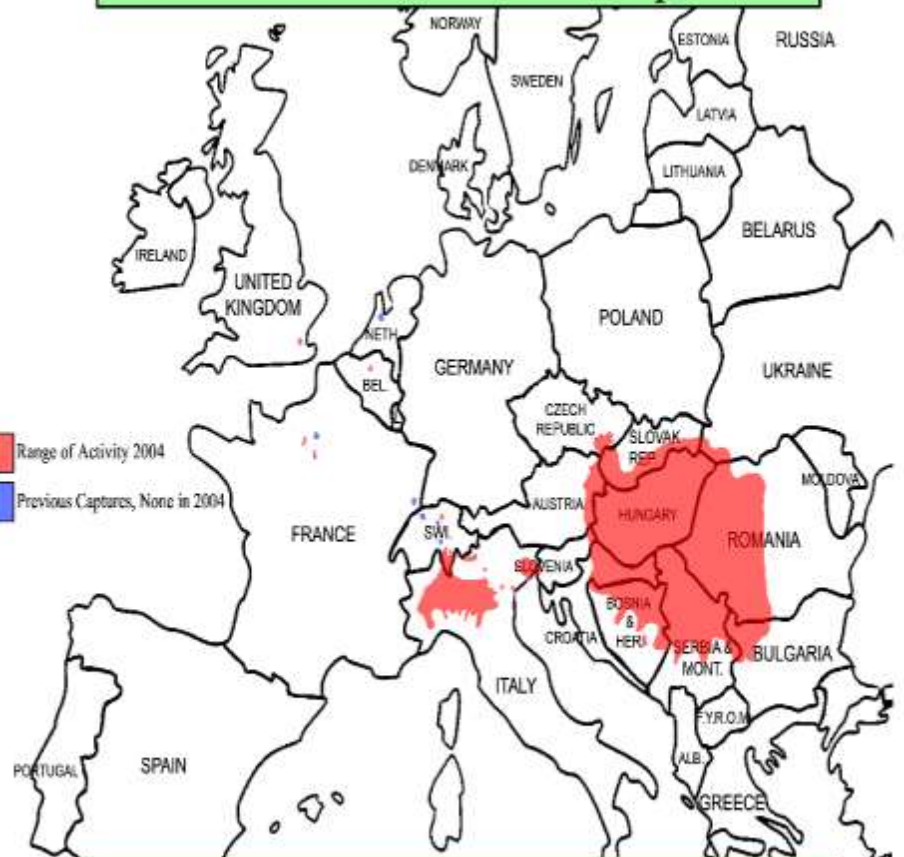 NORWAY
ESTONIA
RUSSIA
SWEDEN
LATVIA
DENMARK
LITHUANIA
BELARUS
IRELAND
UNITED
KINGDOM
NETH.
POLAND
GERMANY
UKRAINE
BEL.
CZECH
REPUBLIC
SLOVAK
REP.
Range of Activity 2004
MOLDOVA
Previous Captures, None in 2004
AUSTRIA
HUNGARY
FRANCE
SWI.
ROMANIA
SLOVENIA
BOSNIA
&
HER.
CROATIA
SERBIA &
MONT.
BULGARIA
ITALY
F.Y.R.O.M
ALB.
PORTUGAL
SPAIN
GREECE